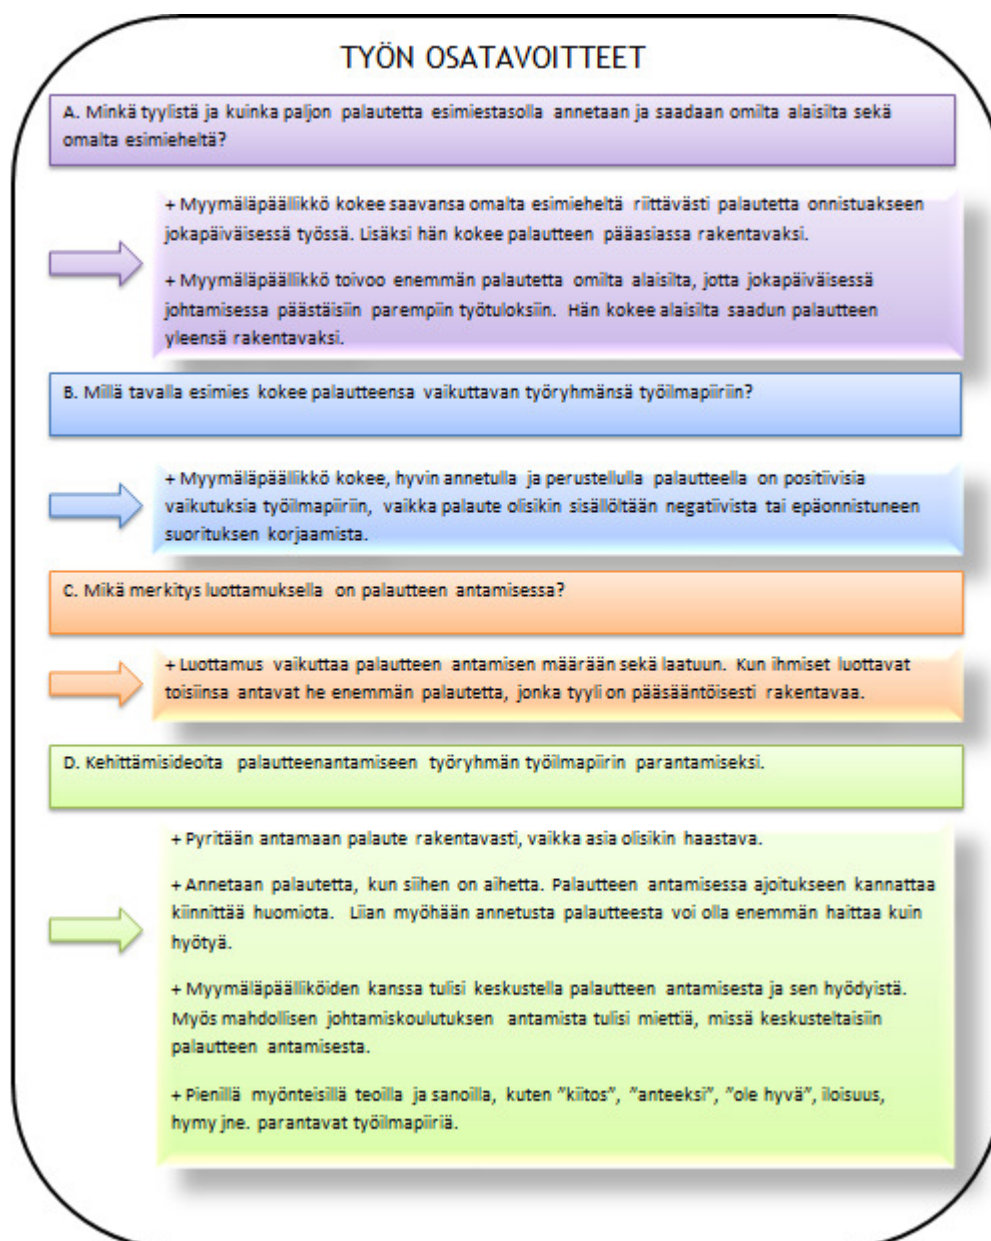 TYÖN OSATAVOITTEET
A. Minkä tyylistä ja kuinka paljon palautetta esimiestasolla annetaan ja saadaan omilta alaisilta sekä
omalta esimieheltä?
+ Myymäläpäällikkö kokee saavansa omalta esimieheltä riittävästi palautetta onnistuakseen
jokapäiväisessä työssä. Lisäksi hän kokee palautteen pääasiassa rakentavaksi.
+ Myymäläpäällikkö toivoo enemmän palautetta omilta alaisilta, jotta jokapäiväisessä
johtamisessa päästäisiin parempiin työtuloksiin. Hän kokee alaisilta saadun palautteen
yleensä rakentavaksi.
B. Millä tavalla esimies kokee palautteensa vaikuttavan työryhmänsä työilmapiiriin?
+ Myymäläpäällikkö kokee, hyvin annetulla ja perustellulla palautteella on positiivisia
vaikutuksia työilmapiiriin, vaikka palaute olisikin sisällöltään negatiivista tai epäonnistuneen
suorituksen korjaamista.
C. Mikä merkitys luottamuksella on palautteen antamisessa?
+ Luottamus vaikuttaa palautteen antamisen määrään sekä laatuun. Kun ihmiset luottavat
toisiinsa antavat he enemmän palautetta, jonka tyyli on pääsääntöisesti rakentavaa.
D. Kehittämisideoita palautteenantamiseen työryhmän työilmapiirin parantamiseksi.
+ Pyritään antamaan palaute rakentavasti, vaikka asia olisikin haastava.
+ Annetaan palautetta, kun siihen on aihetta. Palautteen antamisessa ajoitukseen kannattaa
kiinnittää huomiota. Liian myöhään annetusta palautteesta voi olla enemmän haittaa kuin
hyötyä.
+ Myymäläpäälliköiden kanssa tulisi keskustella palautteen antamisesta ja sen hyödyistä.
Myös mahdollisen johtamiskoulutuksen antamista tulisi miettiä, missä keskusteltaisiin
palautteen antamisesta.
+ Pienillä myönteisillä teoilla ja sanoilla, kuten ”kiitos”, ”anteeksi”, ”ole hyvä”, iloisuus,
hymy jne. parantavat työilmapiiriä.